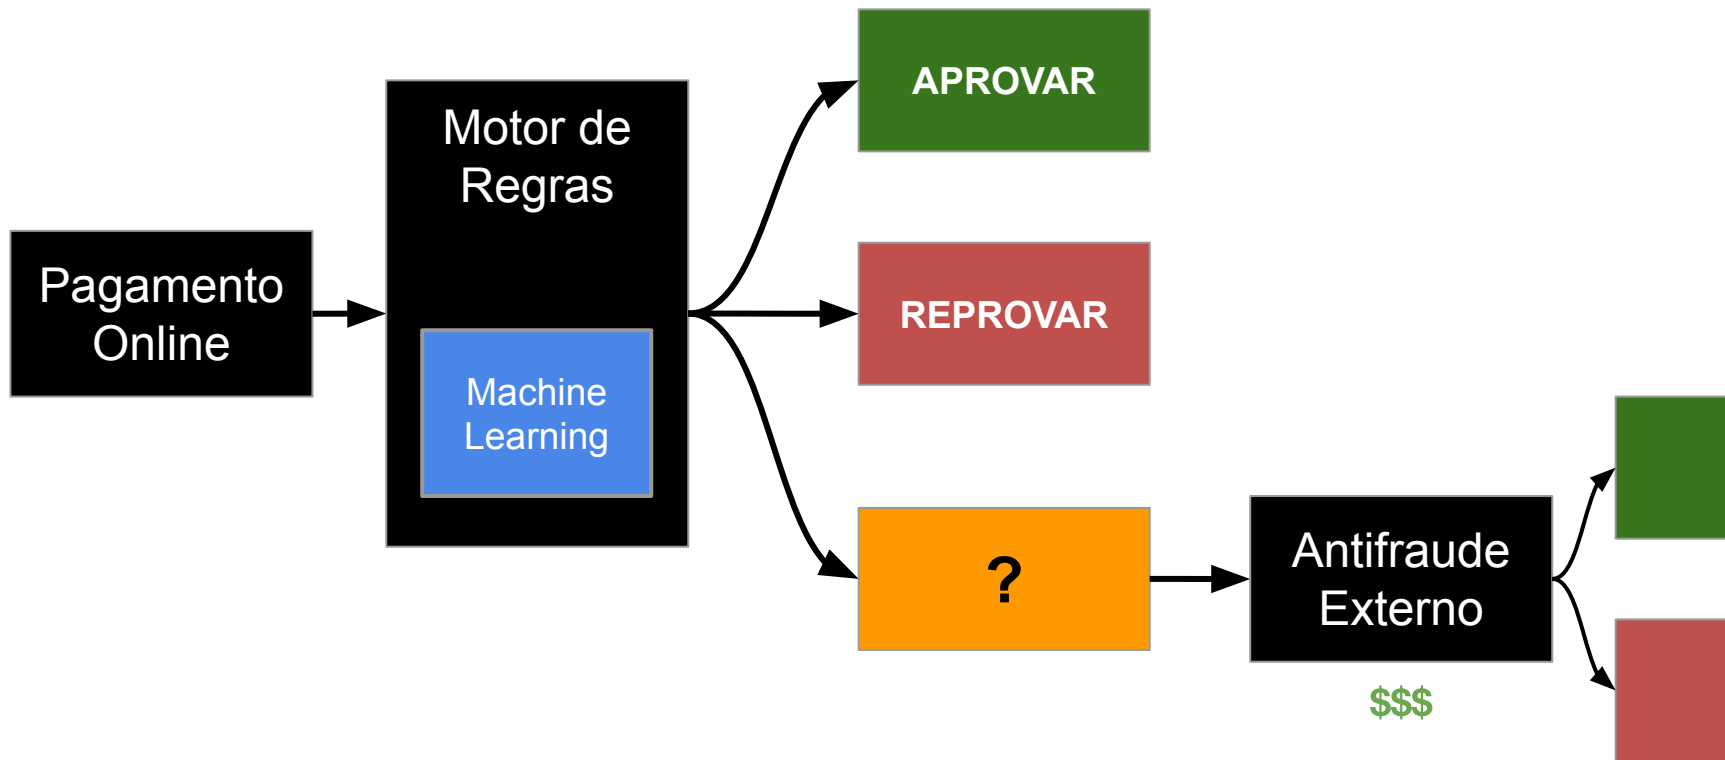 Pagamento
Online
Motor de
Regras
Machine
Learning
APROVAR
REPROVAR
?
Antifraude
Externo
$$$